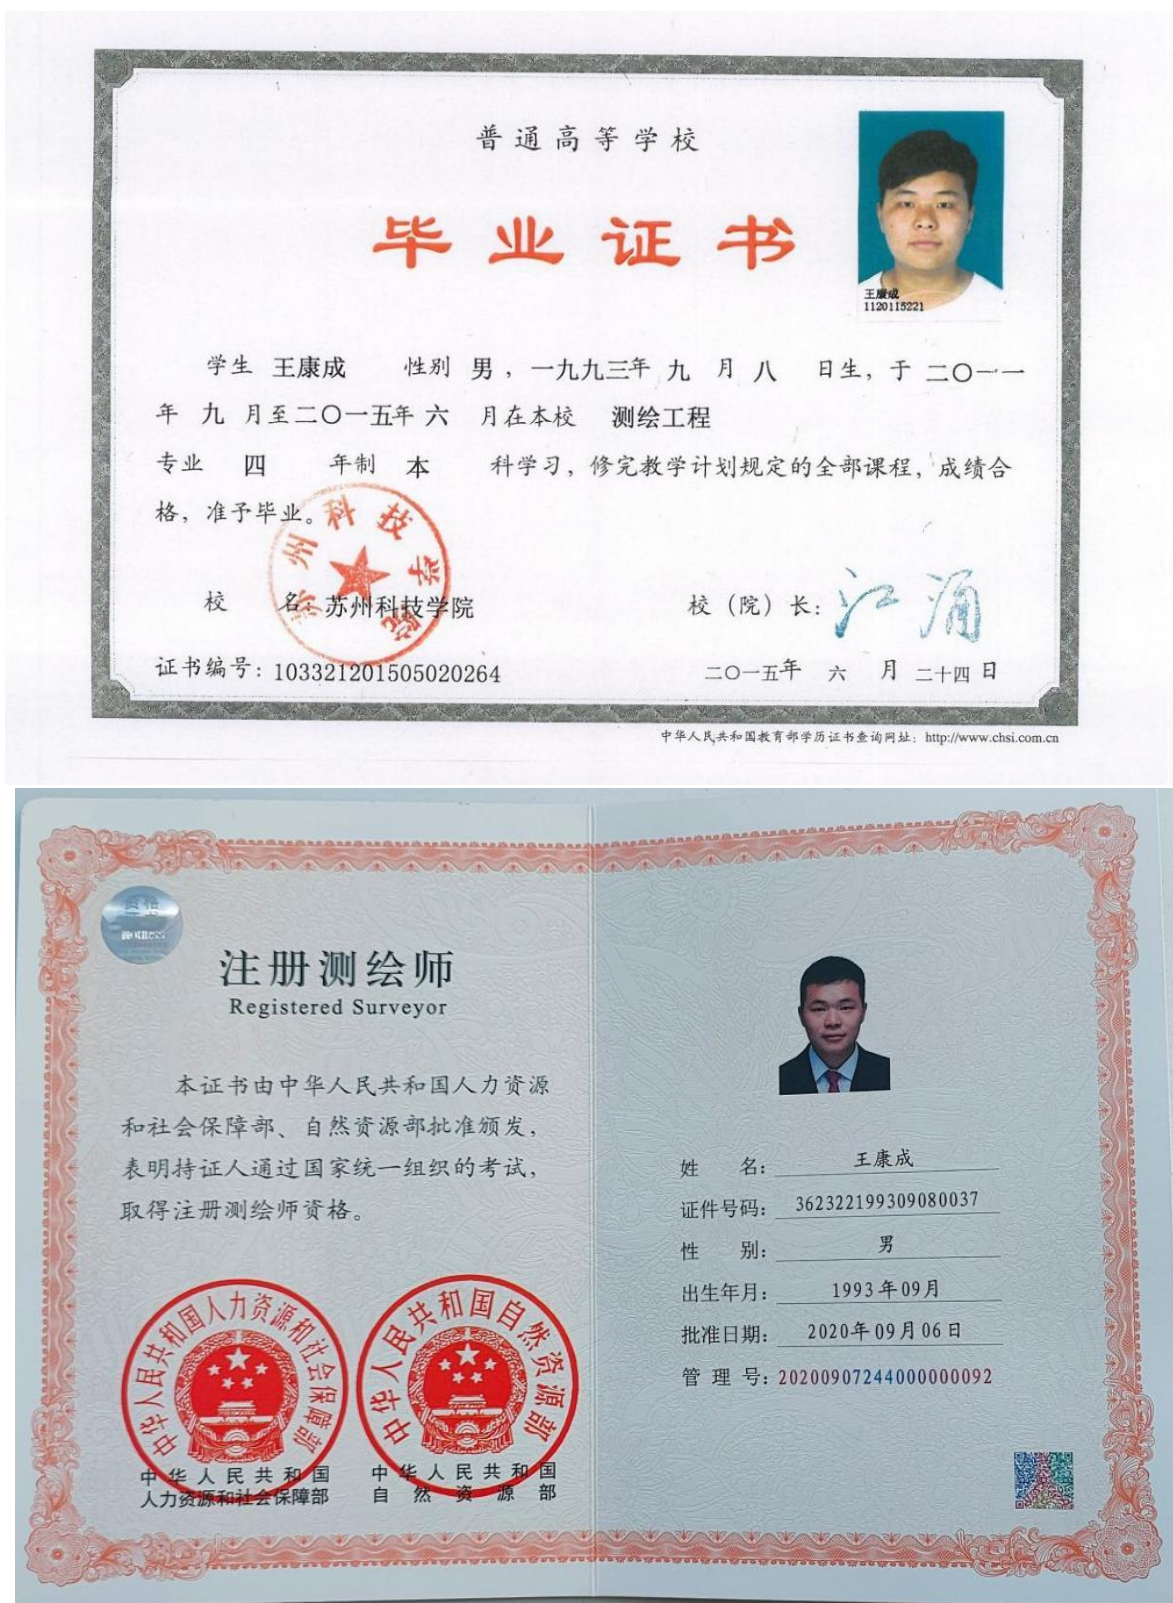 普通高等学校
毕业证书
王康成
1120115221
学生 王康成 性别 男，一九九三年 九 月 八 日生，于 二〇一一
年 九 月至二〇一五年 六 月在本校 测绘工程
专业 四 年制 本 科学习，修完教学计划规定的全部课程，成绩合
格，准予毕业。
苏州科技学院
校 名：苏州科技学院
校（院）长：江涌
证书编号：103321201505020264
二〇一五年 六 月 二十四日
中华人民共和国教育部学历证书查询网址：http://www.chsi.com.cn
注册测绘师
Registered Surveyor
本证书由中华人民共和国人力资源
和社会保障部、自然资源部批准颁发，
表明持证人通过国家统一组织的考试，
取得注册测绘师资格。
中华人民共和国人力资源和社会保障部
中华人民共和国自然资源部
中华人民共和国
人力资源和社会保障部
中华人民共和国
自然资源部
姓 名：王康成
证件号码：362322199309080037
性 别：男
出生年月：1993年09月
批准日期：2020年09月06日
管 理 号：20200907244000000092